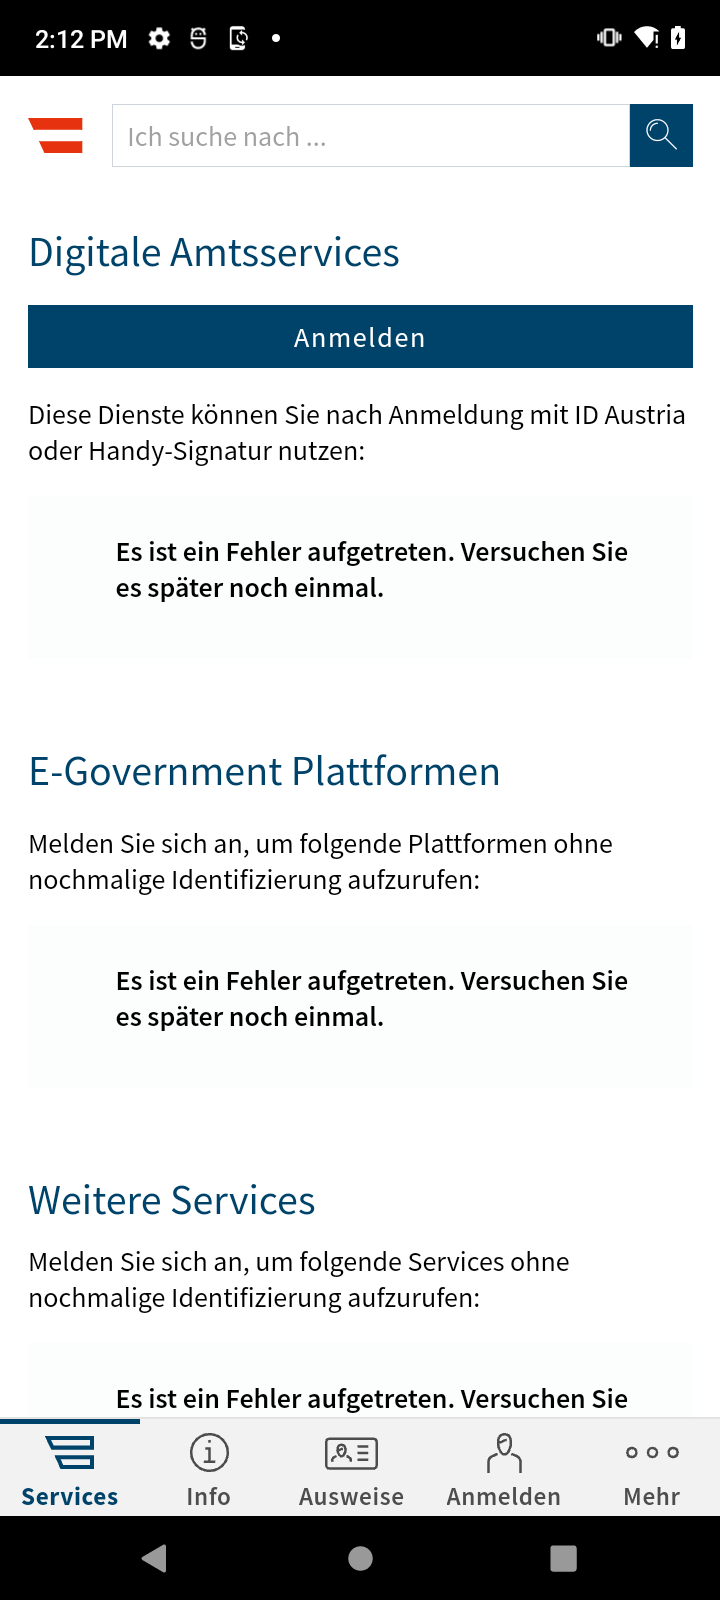 2:12 PM
Ich suche nach ...
Digitale Amtsservices
Anmelden
Diese Dienste können Sie nach Anmeldung mit ID Austria
oder Handy-Signatur nutzen:
Es ist ein Fehler aufgetreten. Versuchen Sie
es später noch einmal.
E-Government Plattformen
Melden Sie sich an, um folgende Plattformen ohne
nochmalige Identifizierung aufzurufen:
Es ist ein Fehler aufgetreten. Versuchen Sie
es später noch einmal.
Weitere Services
Melden Sie sich an, um folgende Services ohne
nochmalige Identifizierung aufzurufen:
Es ist ein Fehler aufgetreten. Versuchen Sie
Services Info Ausweise Anmelden Mehr